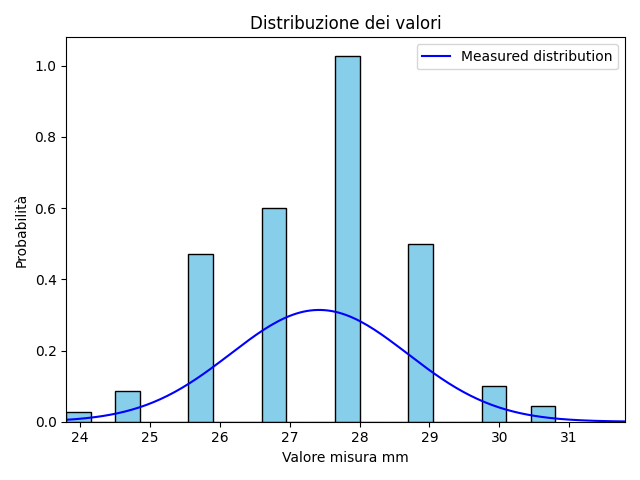 Distribuzione dei valori
Measured distribution
Probabilità
1.0
0.8
0.6
0.4
0.2
0.0
24 25 26 27 28 29 30 31
Valore misura mm